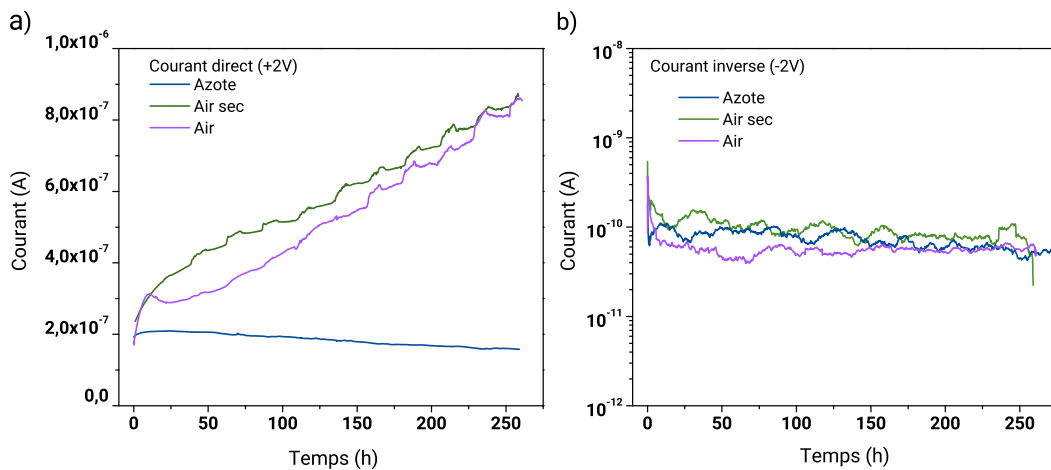 a)
1,0x10-6
8,0x10-7
6,0x10-7
4,0x10-7
2,0x10-7
0,0
Courant (A)
Courant direct (+2V)
Azote
Air sec
Air
0 50 100 150 200 250
Temps (h)
b)
10-8
10-9
10-10
10-11
10-12
Courant (A)
Courant inverse (-2V)
Azote
Air sec
Air
0 50 100 150 200 250
Temps (h)